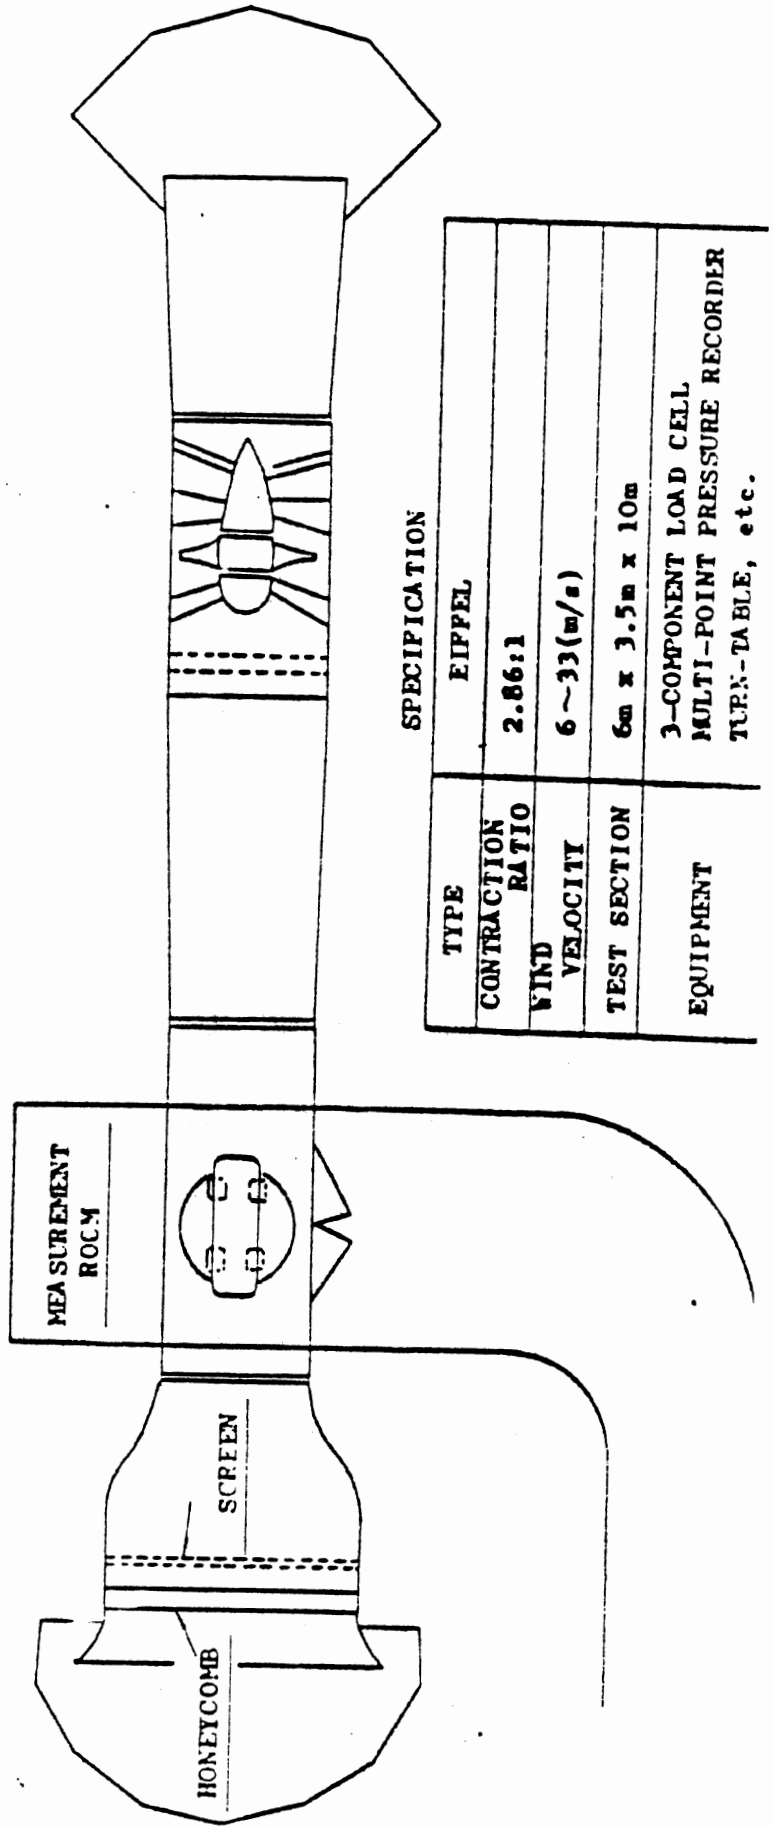 MEASUREMENT
ROOM
SCREEN
HONEYCOMB
SPECIFICATION
TYPE EIFFEL
CONTRACTION
RATIO 2.86:1
WIND
VELOCITY 6~33(m/s)
TEST SECTION 6m x 3.5m x 10m
EQUIPMENT 3-COMPONENT LOAD CELL
MULTI-POINT PRESSURE RECORDER
TURN-TABLE, etc.